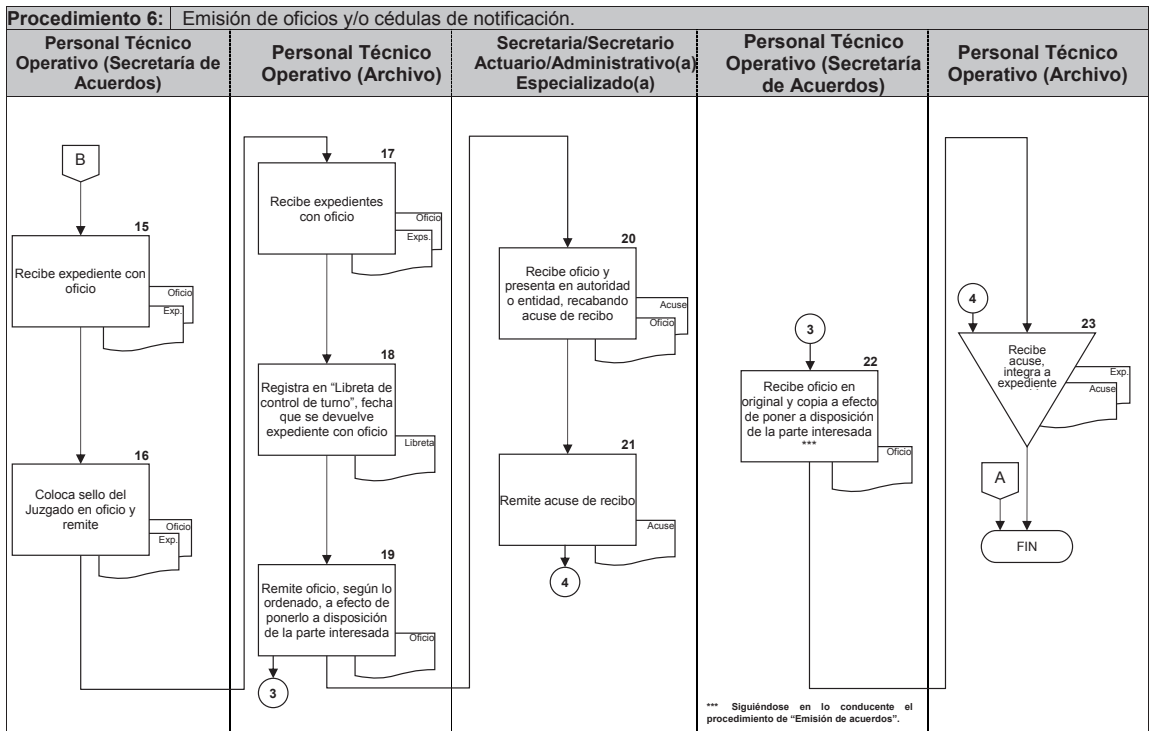 Procedimiento 6: Emisión de oficios y/o cédulas de notificación.
Personal Técnico
Operativo (Secretaría de
Acuerdos)
Personal Técnico
Operativo (Archivo)
Secretaria/Secretario
Actuario/Administrativo(a)
Especializado(a)
Personal Técnico
Operativo (Secretaría
de Acuerdos)
Personal Técnico
Operativo (Archivo)
B
15
Recibe expediente con
oficio
Oficio
Exp.
16
Coloca sello del
Juzgado en oficio y
remite
Oficio
Exp.
17
Recibe expedientes
con oficio
Oficio
Exps.
18
Registra en “Libreta de
control de turno”, fecha
que se devuelve
expediente con oficio
Libreta
19
Remite oficio, según lo
ordenado, a efecto de
ponerlo a disposición
de la parte interesada
Oficio
3
20
Recibe oficio y
presenta en autoridad
o entidad, recabando
acuse de recibo
Acuse
Oficio
21
Remite acuse de recibo
Acuse
4
3
22
Recibe oficio en
original y copia a efecto
de poner a disposición
de la parte interesada
***
Oficio
*** Siguiéndose en lo conducente el
procedimiento de “Emisión de acuerdos”.
4
23
Recibe
acuse,
integra a
expediente
Exp.
Acuse
A
FIN